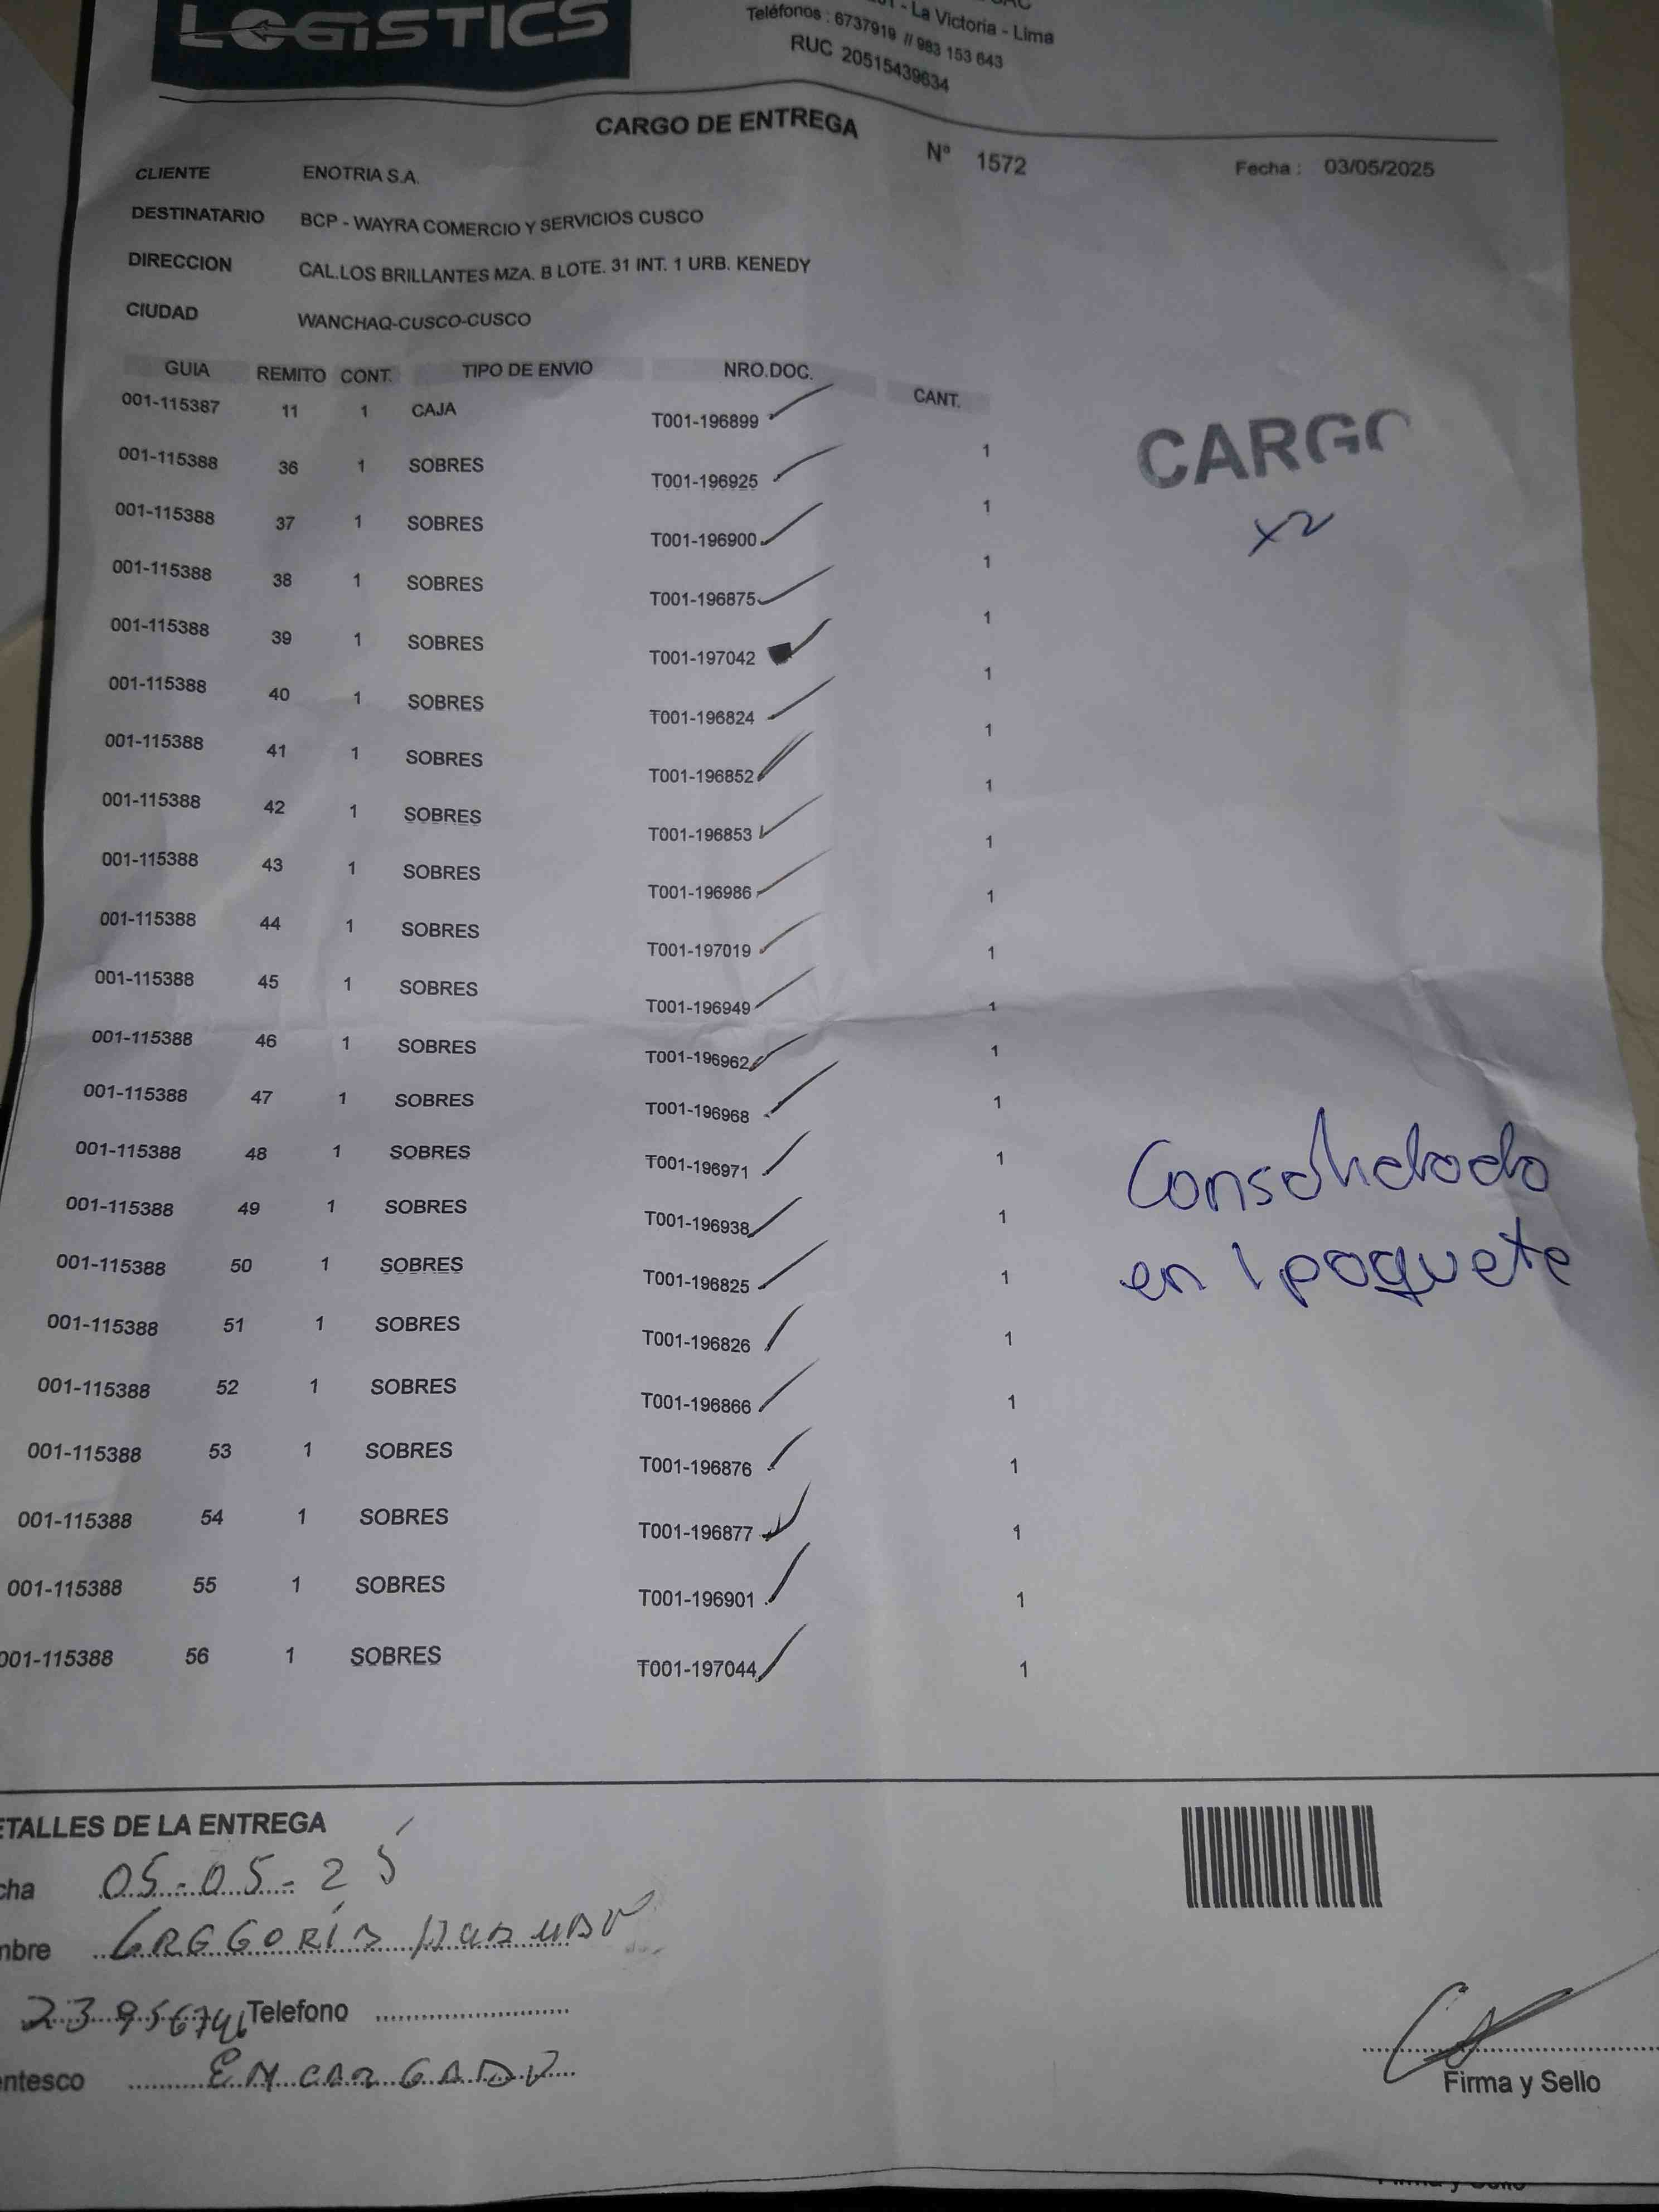 LOGISTICS
- La Victoria - Lima
Teléfonos : 6737919 // 983 153 643
RUC 20515439634
CARGO DE ENTREGA
N° 1572 Fecha : 03/05/2025
CLIENTE ENOTRIA S.A.
DESTINATARIO BCP - WAYRA COMERCIO Y SERVICIOS CUSCO
DIRECCION CAL.LOS BRILLANTES MZA. B LOTE. 31 INT. 1 URB. KENEDY
CIUDAD WANCHAQ-CUSCO-CUSCO
GUIA REMITO CONT. TIPO DE ENVIO NRO.DOC. CANT.
001-115387 11 1 CAJA T001-196899 1
001-115388 36 1 SOBRES T001-196925 1
001-115388 37 1 SOBRES T001-196900 1
001-115388 38 1 SOBRES T001-196875 1
001-115388 39 1 SOBRES T001-197042 1
001-115388 40 1 SOBRES T001-196824 1
001-115388 41 1 SOBRES T001-196852 1
001-115388 42 1 SOBRES T001-196853 1
001-115388 43 1 SOBRES T001-196986 1
001-115388 44 1 SOBRES T001-197019 1
001-115388 45 1 SOBRES T001-196949 1
001-115388 46 1 SOBRES T001-196962 1
001-115388 47 1 SOBRES T001-196968 1
001-115388 48 1 SOBRES T001-196971 1
001-115388 49 1 SOBRES T001-196938 1
001-115388 50 1 SOBRES T001-196825 1
001-115388 51 1 SOBRES T001-196826 1
001-115388 52 1 SOBRES T001-196866 1
001-115388 53 1 SOBRES T001-196876 1
001-115388 54 1 SOBRES T001-196877 1
001-115388 55 1 SOBRES T001-196901 1
001-115388 56 1 SOBRES T001-197044 1
CARGO
x2
Consolidado
en 1 paquete
ETALLES DE LA ENTREGA
cha 05-05-25
mbre
Telefono
entesco ENCARGADO
Firma y Sello